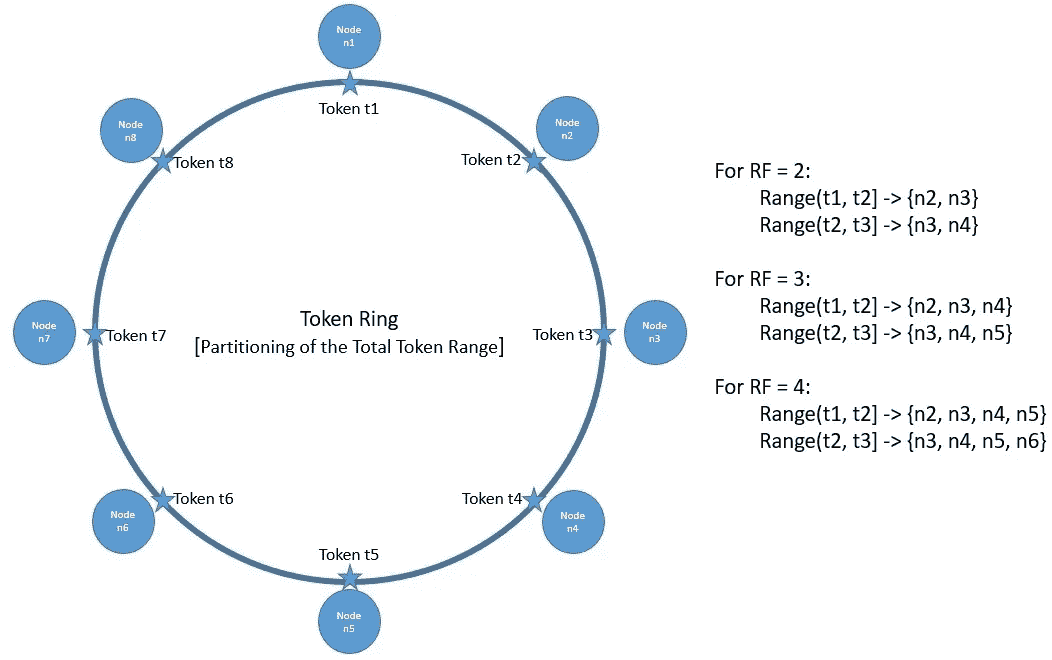 Node
n1
Token t1
Node
n8
Token t8
Node
n2
Token t2
Node
n7
Token t7
Token Ring
[Partitioning of the Total Token Range]
Token t3
Node
n3
Token t6
Node
n6
Token t4
Node
n4
Token t5
Node
n5
For RF = 2:
Range(t1, t2] -> {n2, n3}
Range(t2, t3] -> {n3, n4}
For RF = 3:
Range(t1, t2] -> {n2, n3, n4}
Range(t2, t3] -> {n3, n4, n5}
For RF = 4:
Range(t1, t2] -> {n2, n3, n4, n5}
Range(t2, t3] -> {n3, n4, n5, n6}